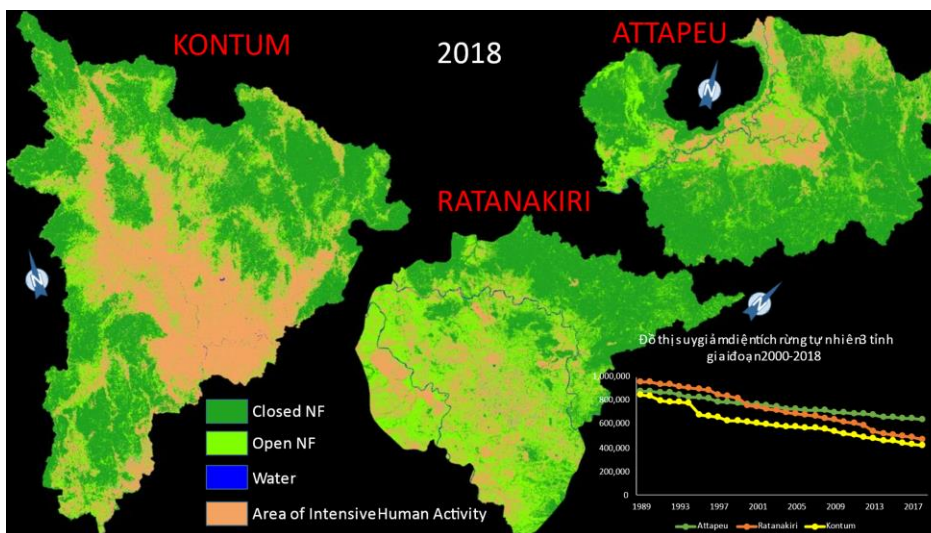 KONTUM
2018
ATTAPEU
N
RATANAKIRI
N
N
Đồ thị suy giảm diện tích rừng tự nhiên 3 tỉnh
giai đoạn 2000-2018
1,000,000
800,000
600,000
400,000
200,000
0
1989 1993 1997 2001 2005 2009 2013 2017
Attapeu Ratanakiri Kontum
Closed NF
Open NF
Water
Area of Intensive Human Activity